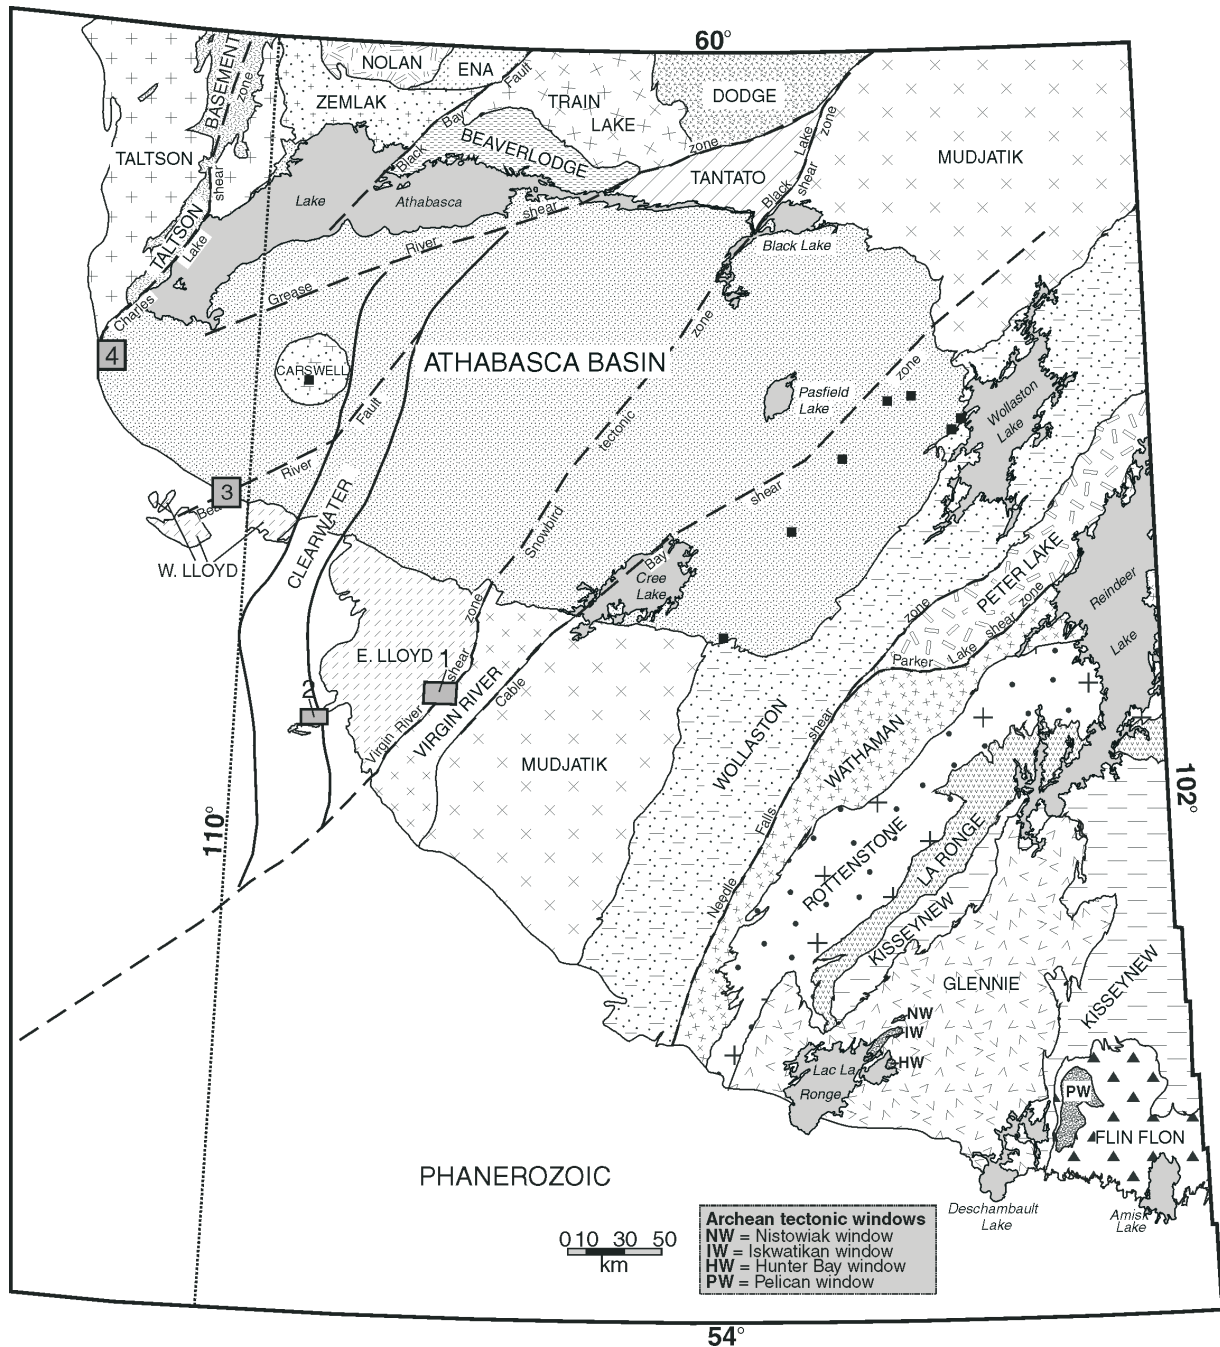 60°
NOLAN
ENA
BASEMENT
zone
ZEMLAK
Fault
Bay
Black
TRAIN
LAKE
DODGE
zone
Lake
zone
MUDJATIK
TALTSON
shear
BEAVERLODGE
TANTATO
Black
shear
Lake
Athabasca
shear
TALTSON
Lake
River
Black Lake
Grease
Charles
zone
4
ATHABASCA BASIN
CARSWELL
zone
Pasfield
Lake
Wollaston
Lake
Fault
tectonic
River
3
shear
W. LLOYD
CLEARWATER
Snowbird
Bay
Cree
Lake
PETER LAKE
Reindeer
Lake
zone
zone
zone
shear
Lake
Parker
E. LLOYD
1
shear
2
Virgin River
VIRGIN RIVER
Cable
shear
WOLLASTON
WATHAMAN
MUDJATIK
102°
110°
Falls
ROTTENSTONE
LA RONGE
Needle
KISSEYNEW
GLENNIE
KISSEYNEW
NW
IW
HW
Lac La
Ronge
PW
FLIN FLON
PHANEROZOIC
Deschambault
Lake
Amisk
Lake
0 10 30 50
km
Archean tectonic windows
NW = Nistowiak window
IW = Iskwatikan window
HW = Hunter Bay window
PW = Pelican window
54°